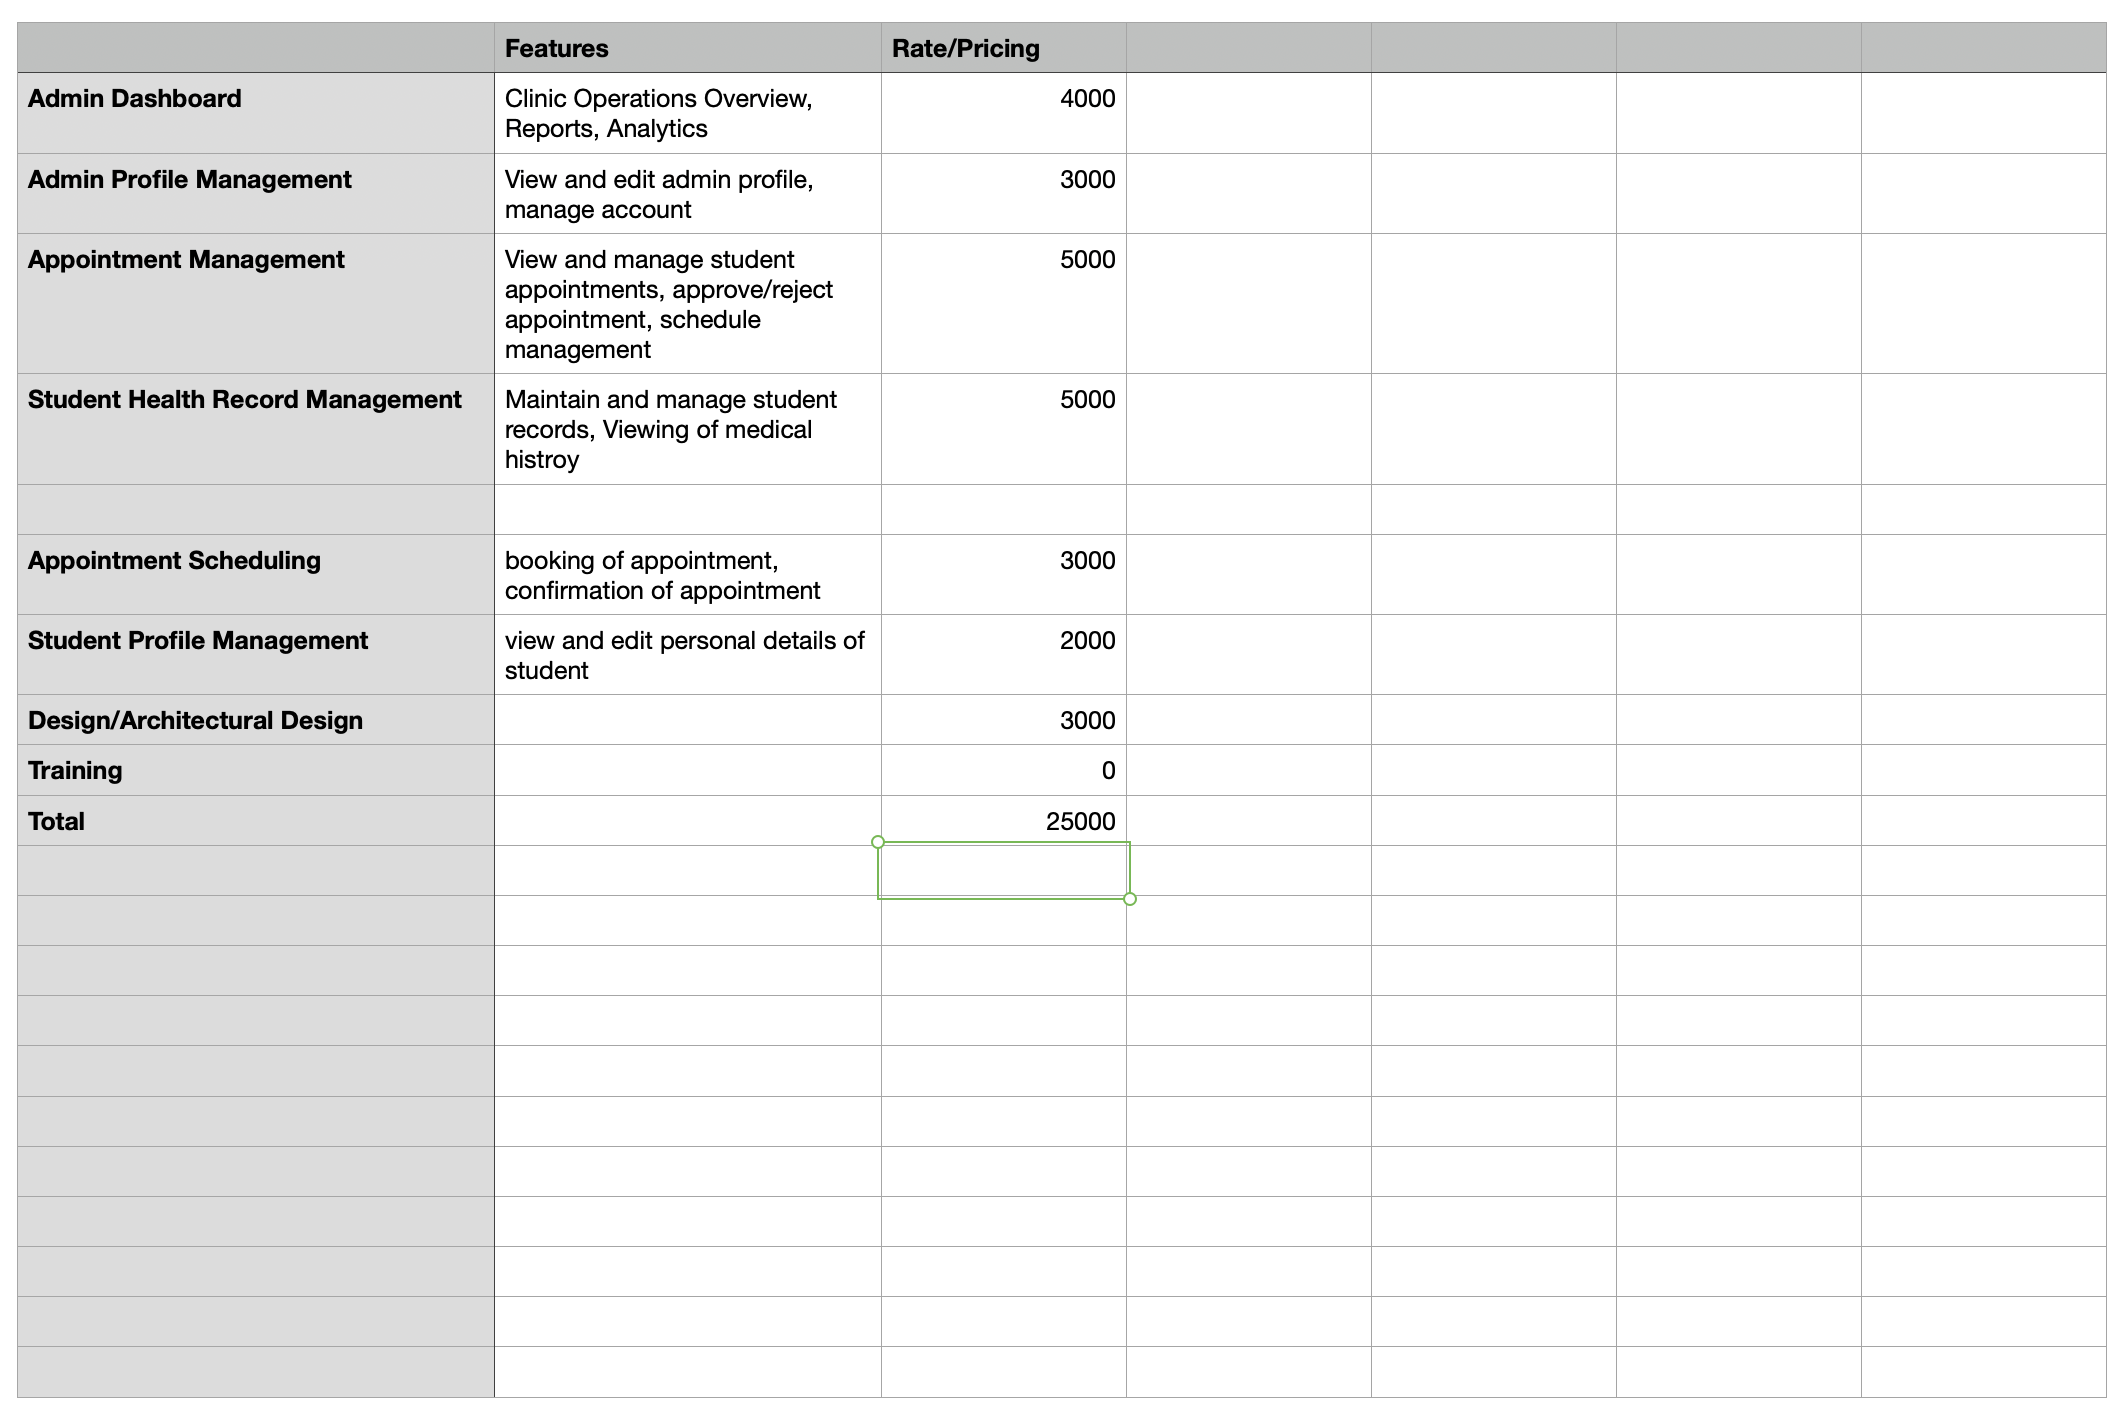 Features Rate/Pricing
Admin Dashboard Clinic Operations Overview, 4000
Reports, Analytics
Admin Profile Management View and edit admin profile, 3000
manage account
Appointment Management View and manage student 5000
appointments, approve/reject
appointment, schedule
management
Student Health Record Management Maintain and manage student 5000
records, Viewing of medical
histroy
Appointment Scheduling booking of appointment, 3000
confirmation of appointment
Student Profile Management view and edit personal details of 2000
student
Design/Architectural Design 3000
Training 0
Total 25000